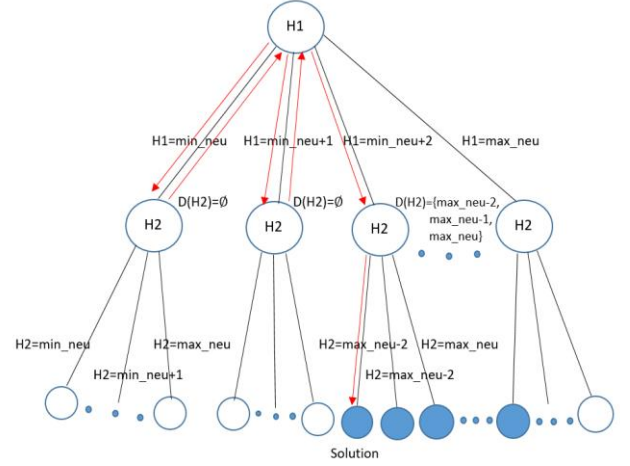 H1
H1=min_neu
H1=min_neu+1
H1=min_neu+2
H1=max_neu
D(H2)=Ø
D(H2)=Ø
D(H2)={max_neu-2,
max_neu-1,
max_neu}
H2
H2
H2
H2
H2=min_neu
H2=max_neu
H2=min_neu+1
H2=max_neu-2
H2=max_neu
H2=max_neu-2
Solution